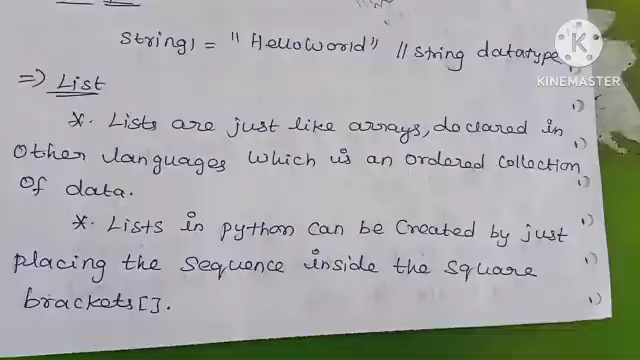 String1 = "HelloWorld" // string datatype
K
KINEMASTER
=> List
*. Lists are just like arrays, declared in
other languages which is an ordered collection
of data.
*. Lists in python can be created by just
placing the sequence inside the square
brackets[].